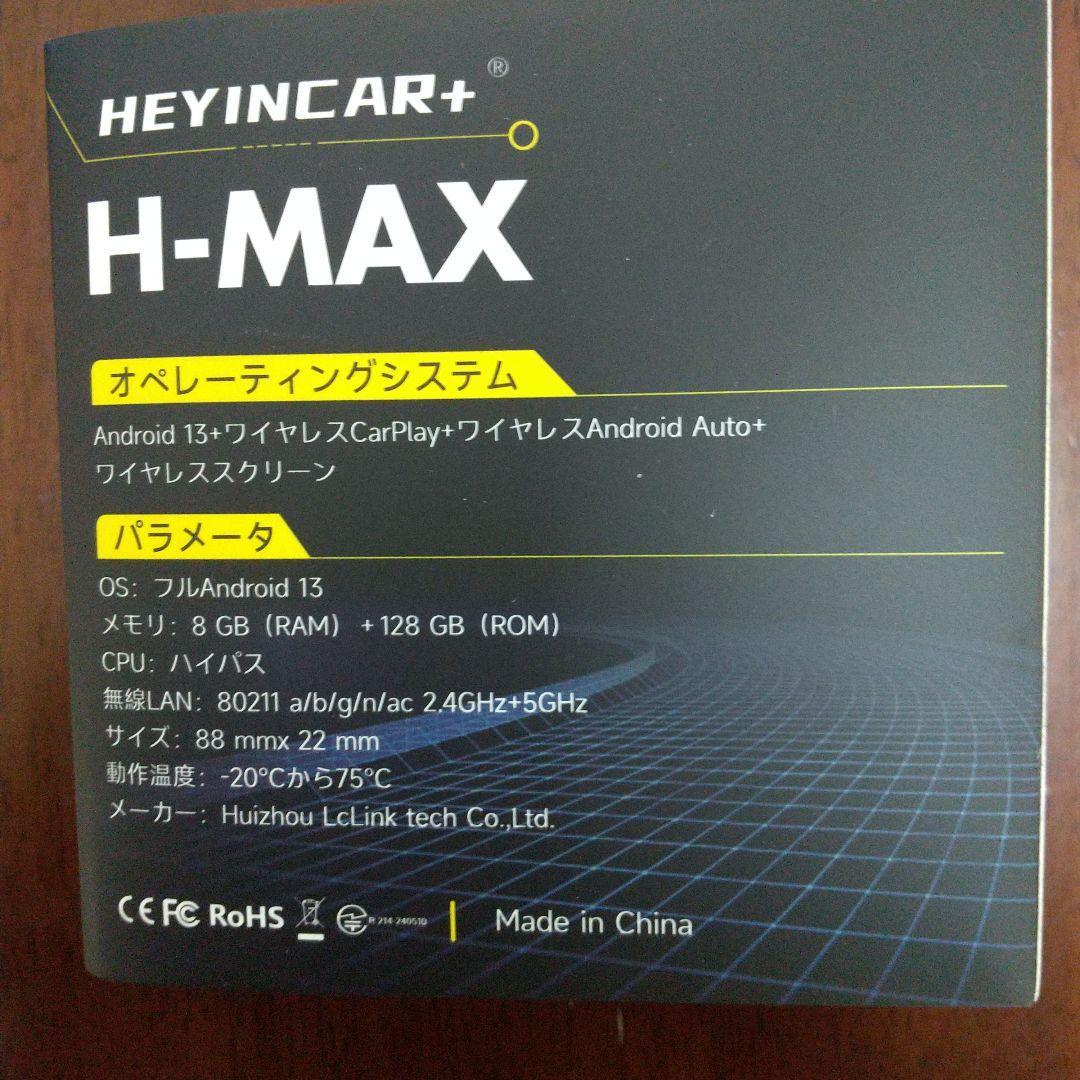 HEYINCAR+®
H-MAX
オペレーティングシステム
Android 13+ワイヤレスCarPlay+ワイヤレスAndroid Auto+
ワイヤレススクリーン
パラメータ
OS: フルAndroid 13
メモリ: 8 GB（RAM） + 128 GB（ROM）
CPU: ハイパス
無線LAN: 80211 a/b/g/n/ac 2.4GHz+5GHz
サイズ: 88 mmx 22 mm
動作温度: -20°Cから75°C
メーカー: Huizhou LcLink tech Co.,Ltd.
CE FC RoHS R 214-240510 Made in China